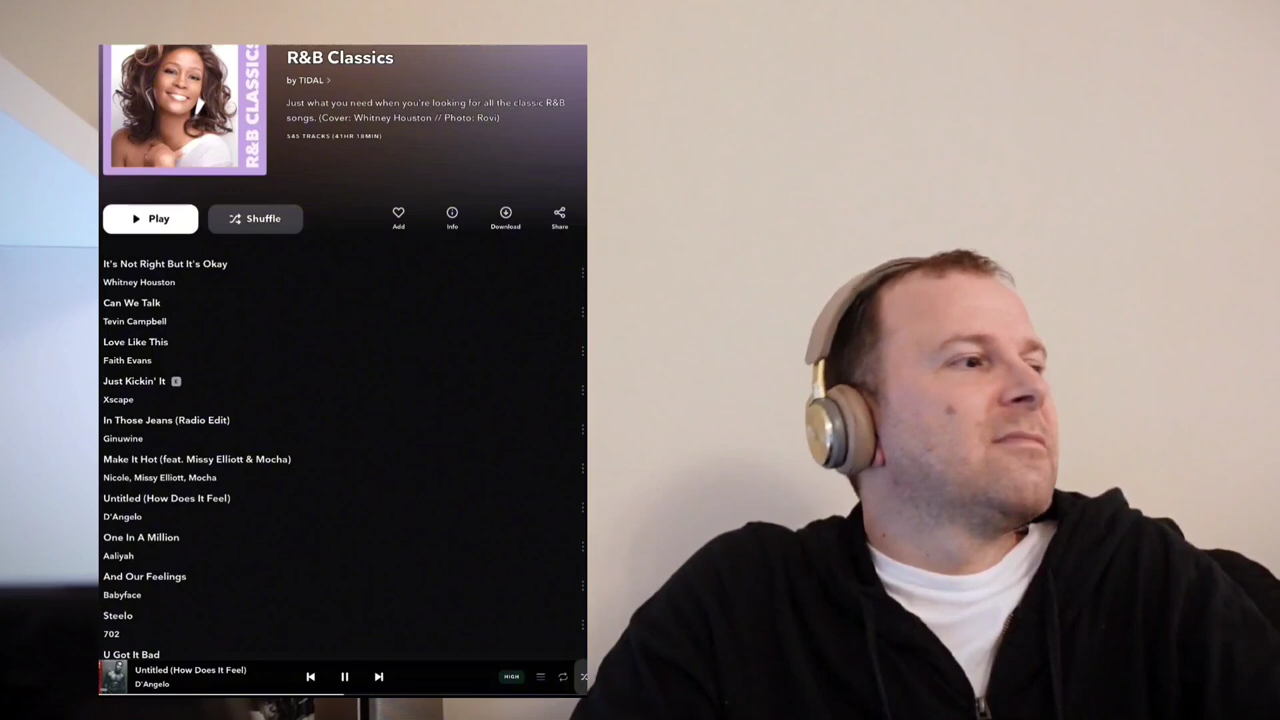 R&B CLASSICS
R&B Classics
by TIDAL >
Just what you need when you're looking for all the classic R&B
songs. (Cover: Whitney Houston // Photo: Rovi)
545 TRACKS (41HR 18MIN)
Play
Shuffle
Add
Info
Download
Share
It's Not Right But It's Okay
Whitney Houston
Can We Talk
Tevin Campbell
Love Like This
Faith Evans
Just Kickin' It E
Xscape
In Those Jeans (Radio Edit)
Ginuwine
Make It Hot (feat. Missy Elliott & Mocha)
Nicole, Missy Elliott, Mocha
Untitled (How Does It Feel)
D'Angelo
One In A Million
Aaliyah
And Our Feelings
Babyface
Steelo
702
U Got It Bad
Untitled (How Does It Feel)
D'Angelo
HIGH